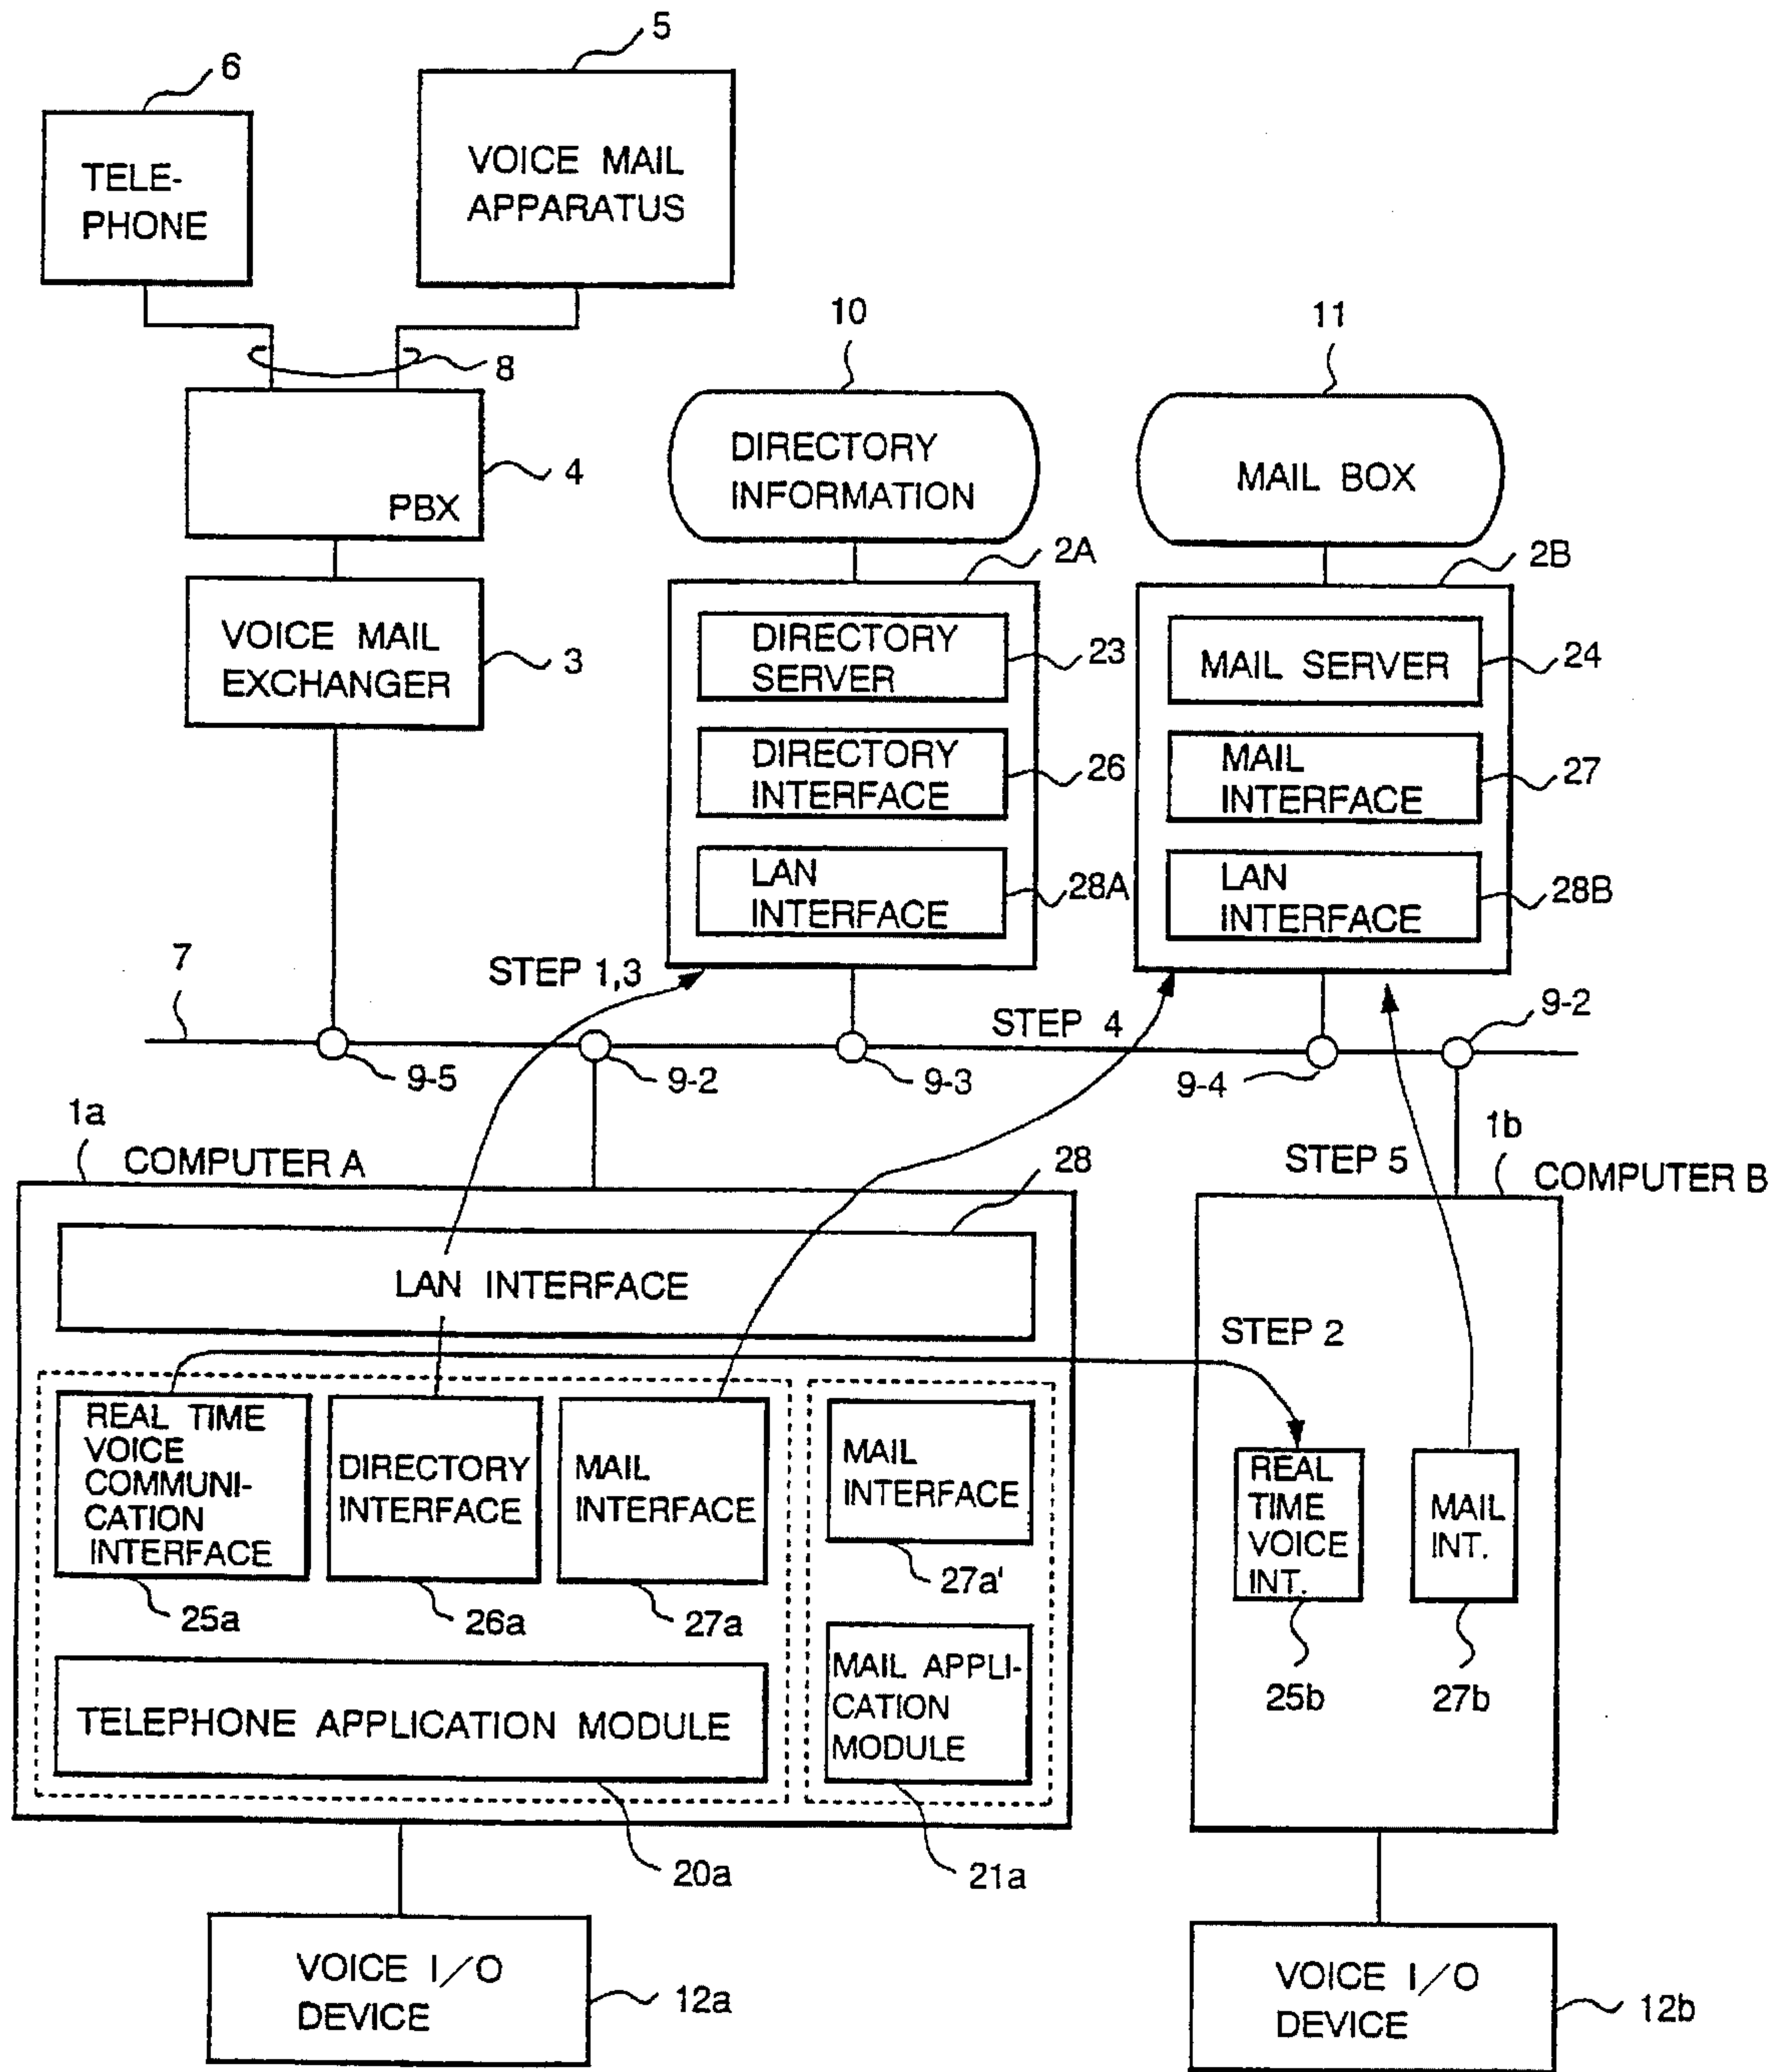 6
5
TELE-
PHONE
VOICE MAIL
APPARATUS
8
10
11
4
PBX
DIRECTORY
INFORMATION
MAIL BOX
2A
2B
VOICE MAIL
EXCHANGER
3
DIRECTORY
SERVER
23
MAIL SERVER
24
DIRECTORY
INTERFACE
26
MAIL
INTERFACE
27
LAN
INTERFACE
28A
LAN
INTERFACE
28B
7
STEP 1,3
STEP 4
9-2
9-5
9-2
9-3
9-4
1a
COMPUTER A
28
STEP 5
1b
COMPUTER B
LAN INTERFACE
STEP 2
REAL TIME
VOICE
COMMUNI-
CATION
INTERFACE
DIRECTORY
INTERFACE
MAIL
INTERFACE
MAIL
INTERFACE
REAL
TIME
VOICE
INT.
MAIL
INT.
25a
26a
27a
27a'
25b
27b
TELEPHONE APPLICATION MODULE
MAIL APPLI-
CATION
MODULE
20a
21a
VOICE I/O
DEVICE
12a
VOICE I/O
DEVICE
12b